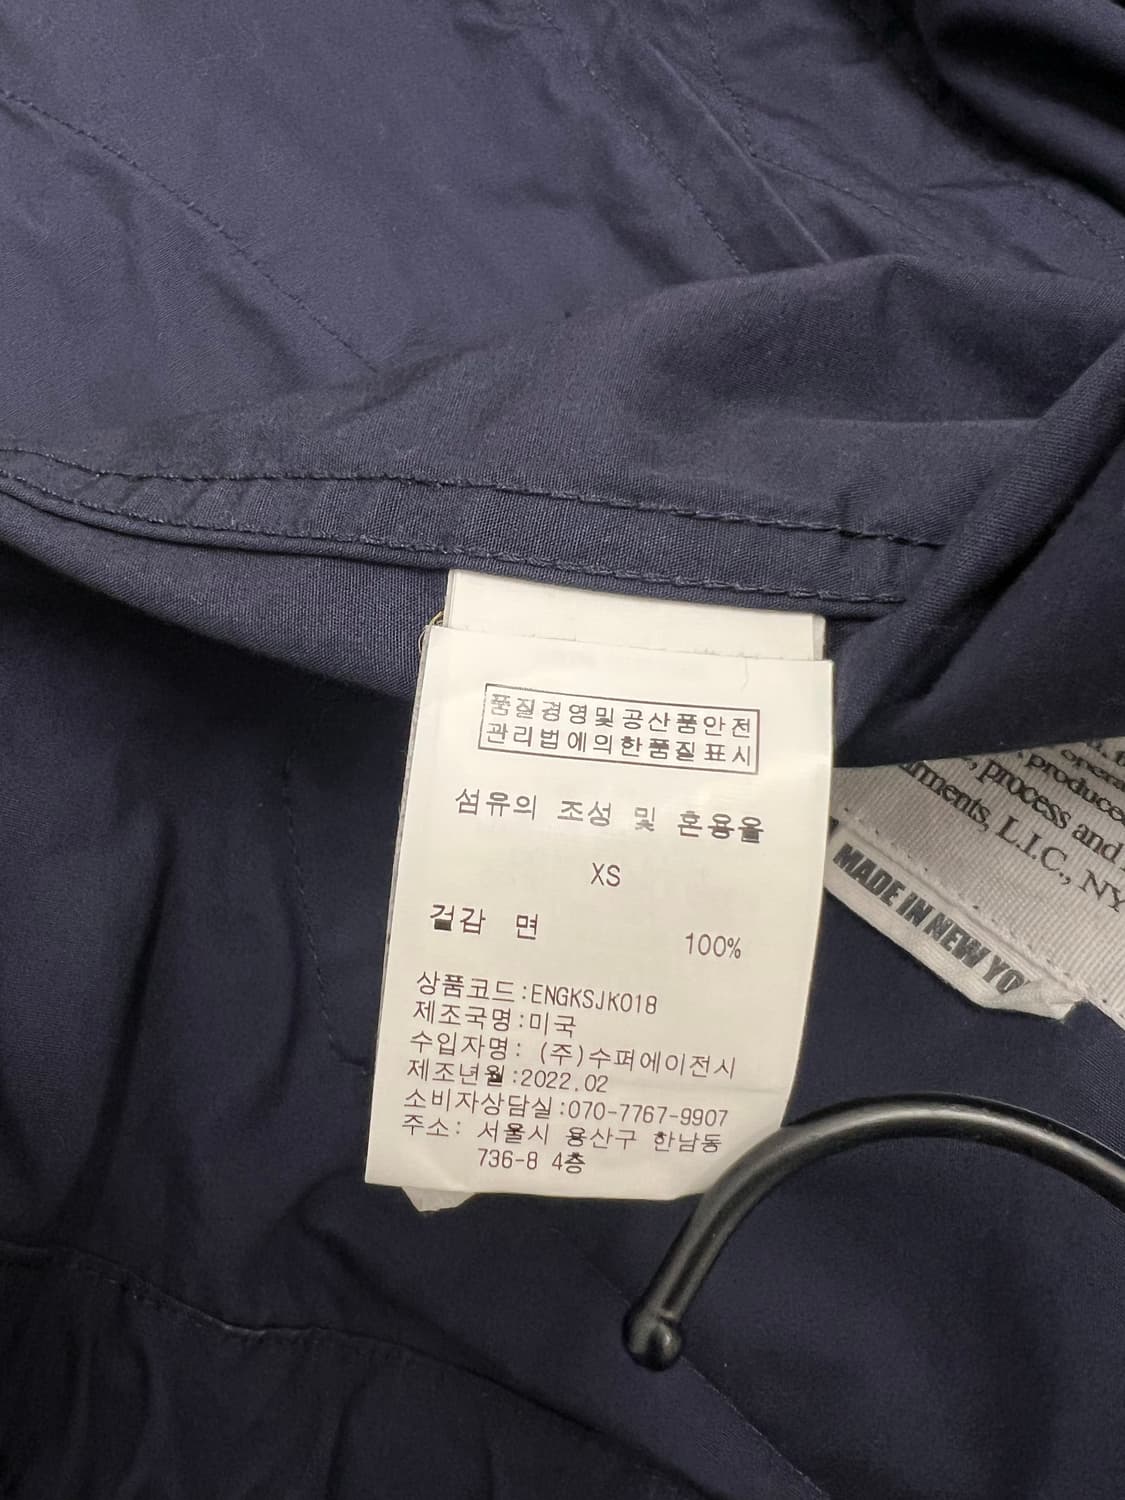 품질경영및공산품안전
관리법에의한품질표시
섬유의 조성 및 혼용율
XS
겉감 면 100%
상품코드:ENGKSJK018
제조국명:미국
수입자명: (주)수퍼에이전시
제조년월:2022.02
소비자상담실:070-7767-9907
주소: 서울시 용산구 한남동
736-8 4층
produced
process and
L.I.C., NY
MADE IN NEW